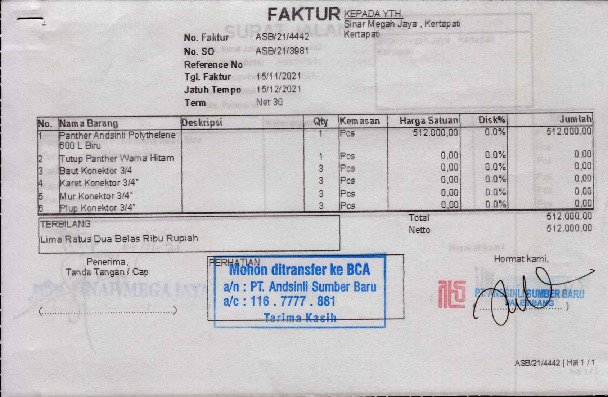 FAKTUR
KEPADA YTH.
Sinar Megah Jaya , Kertapati
Kertapati
No. Faktur ASB/21/4442
No. SO ASB/21/3981
Reference No
Tgl. Faktur 15/11/2021
Jatuh Tempo 15/12/2021
Term Net 30
No. Nama Barang Deskripsi Qty Kemasan Harga Satuan Disk% Jumlah
1 Panther Andsinli Polythelene 1 Pcs 512.000,00 0.0% 512.000,00
600 L Biru
2 Tutup Panther Warna Hitam 1 Pcs 0,00 0.0% 0,00
3 Baut Konektor 3/4 3 Pcs 0,00 0.0% 0,00
4 Karet Konektor 3/4" 3 Pcs 0,00 0.0% 0,00
5 Mur Konektor 3/4" 3 Pcs 0,00 0.0% 0,00
6 Plup Konektor 3/4" 3 Pcs 0,00 0.0% 0,00
TERBILANG
Lima Ratus Dua Belas Ribu Rupiah
Total 512.000,00
Netto 512.000,00
Penerima,
Tanda Tangan / Cap
PERHATIAN
Mohon ditransfer ke BCA
a/n : PT. Andsinli Sumber Baru
a/c : 116 . 7777 . 881
Tarima Kasih
Hormat kami,
PT. ANDSINLI SUMBER BARU
PALEMBANG
ASB/21/4442 | Hal 1 / 1